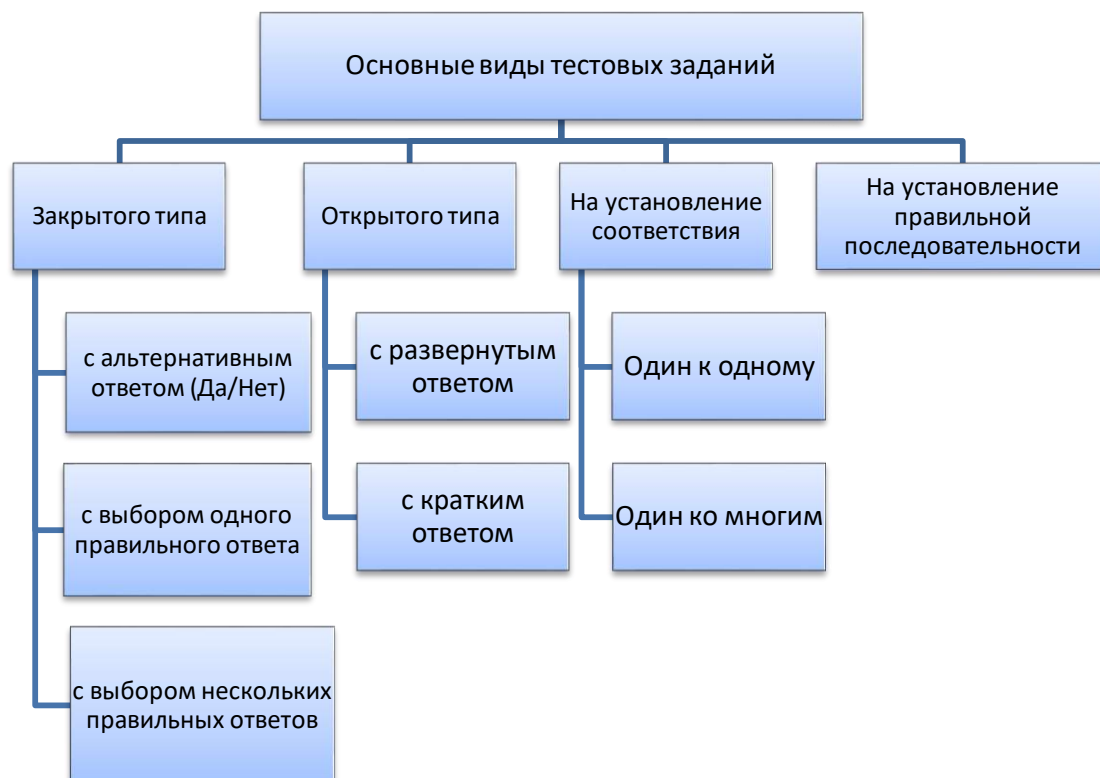 Основные виды тестовых заданий
Закрытого типа
Открытого типа
На установление
соответствия
На установление
правильной
последовательности
с альтернативным
ответом (Да/Нет)
с развернутым
ответом
Один к одному
с выбором одного
правильного ответа
с кратким
ответом
Один ко многим
с выбором нескольких
правильных ответов